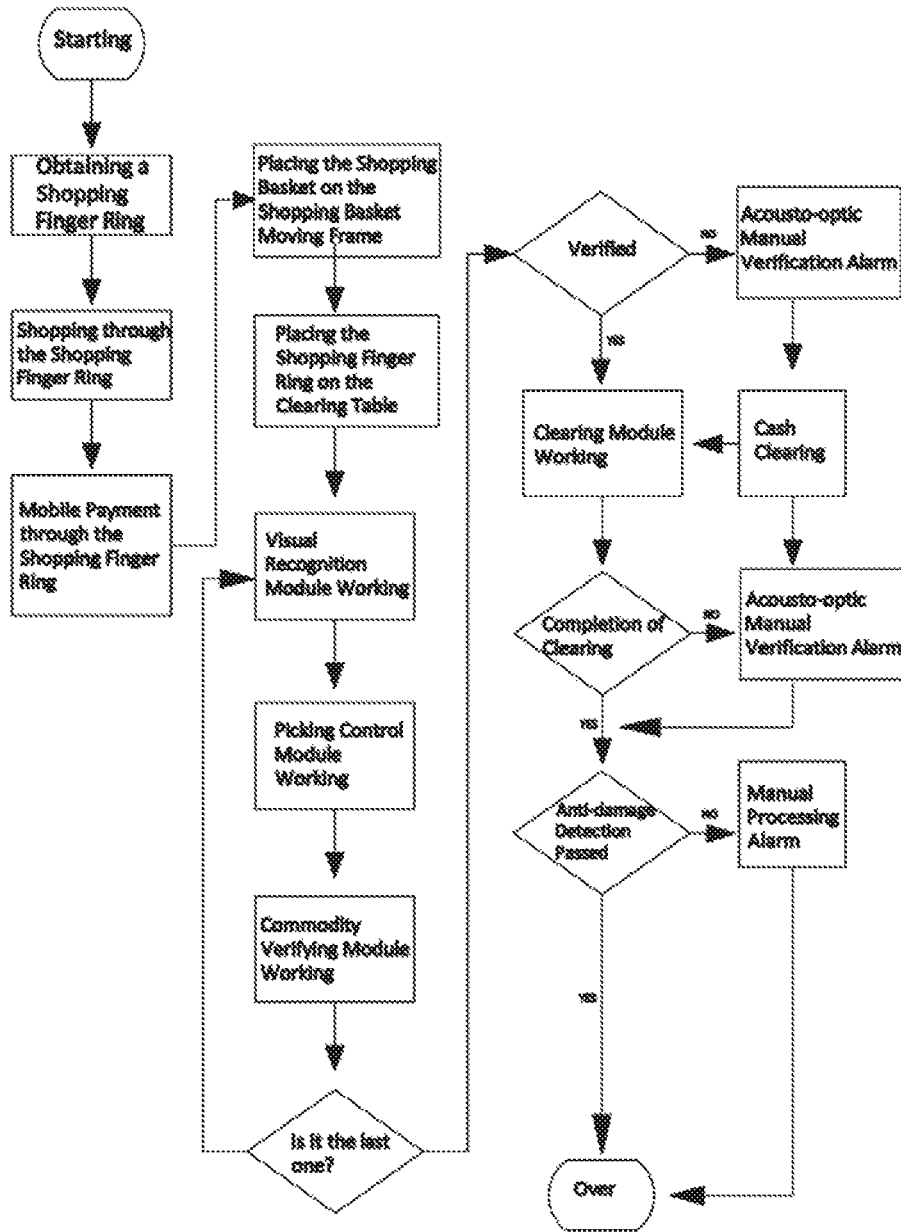 Starting
Obtaining a
Shopping
Finger Ring
Shopping through
the Shopping
Finger Ring
Mobile Payment
through the
Shopping Finger
Ring
Placing the Shopping
Basket on the
Shopping Basket
Moving Frame
Placing the
Shopping Finger
Ring on the
Clearing Table
Visual
Recognition
Module Working
Picking Control
Module
Working
Commodity
Verifying Module
Working
Is it the last
one?
Verified
NO
Acousto-optic
Manual
Verification Alarm
YES
Clearing Module
Working
Cash
Clearing
Completion of
Clearing
NO
Acousto-optic
Manual
Verification Alarm
YES
Anti-damage
Detection
Passed
NO
Manual
Processing
Alarm
YES
Over